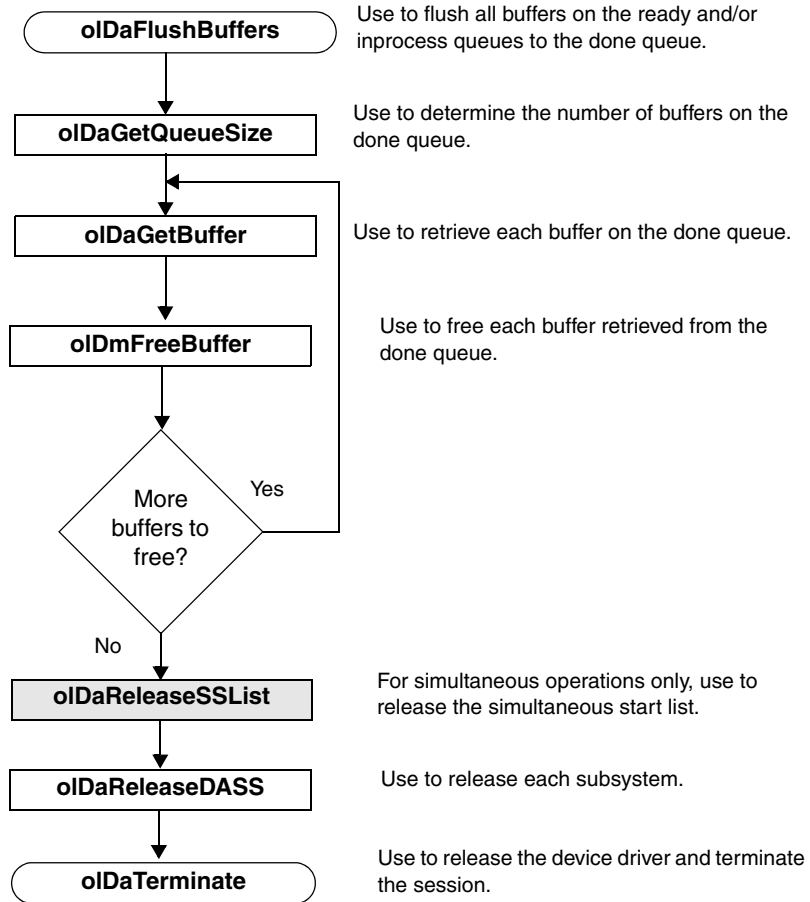 olDaFlushBuffers
Use to flush all buffers on the ready and/or
inprocess queues to the done queue.
olDaGetQueueSize
Use to determine the number of buffers on the
done queue.
olDaGetBuffer
Use to retrieve each buffer on the done queue.
olDmFreeBuffer
Use to free each buffer retrieved from the
done queue.
More
buffers to
free?
Yes
No
olDaReleaseSSList
For simultaneous operations only, use to
release the simultaneous start list.
olDaReleaseDASS
Use to release each subsystem.
olDaTerminate
Use to release the device driver and terminate
the session.